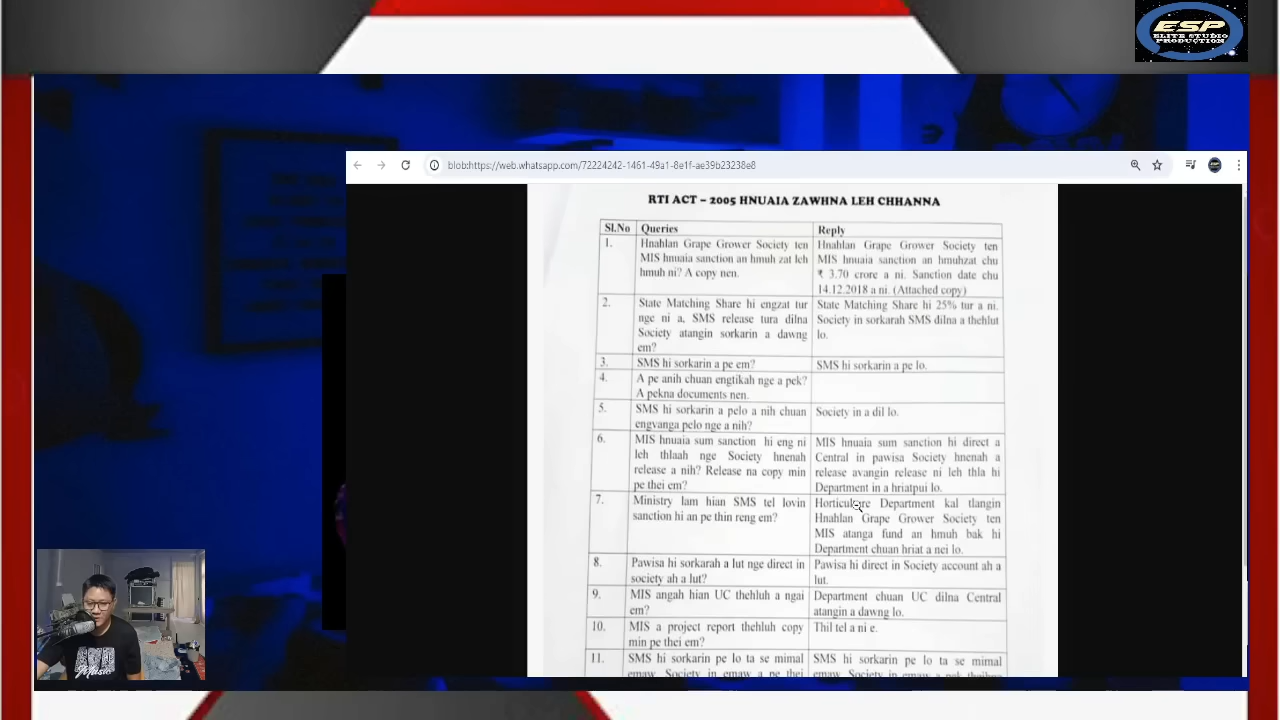 ESP
ELITE STUDIO
PRODUCTION
blob:https://web.whatsapp.com/72224242-1461-49a1-8e1f-ae39b23238e8
RTI ACT – 2005 HNUAIA ZAWHNA LEH CHHANNA
Sl.No Queries Reply
1. Hnahlan Grape Grower Society ten
MIS hnuaia sanction an hmuh zat leh
hmuh ni? A copy nen.
Hnahlan Grape Grower Society ten
MIS hnuaia sanction an hmuhzat chu
₹ 3.70 crore a ni. Sanction date chu
14.12.2018 a ni. (Attached copy)
2. State Matching Share hi engzat tur
nge ni a, SMS release tura dilna
Society atangin sorkarin a dawng
em?
State Matching Share hi 25% tur a ni.
Society in sorkarah SMS dilna a thehlut
lo.
3. SMS hi sorkarin a pe em?
SMS hi sorkarin a pe lo.
4. A pe anih chuan engtikah nge a pek?
A pekna documents nen.
5. SMS hi sorkarin a pelo a nih chuan
engvanga pelo nge a nih?
Society in a dil lo.
6. MIS hnuaia sum sanction hi eng ni
leh thlaah nge Society hnenah
release a nih? Release na copy min
pe thei em?
MIS hnuaia sum sanction hi direct a
Central in pawisa Society hnenah a
release avangin release ni leh thla hi
Department in a hriatpui lo.
7. Ministry lam hian SMS tel lovin
sanction hi an pe thin reng em?
Horticulture Department kal tlangin
Hnahlan Grape Grower Society ten
MIS atanga fund an hmuh bak hi
Department chuan hriat a nei lo.
8. Pawisa hi sorkarah a lut nge direct in
society ah a lut?
Pawisa hi direct in Society account ah a
lut.
9. MIS angah hian UC thehluh a ngai
em?
Department chuan UC dilna Central
atangin a dawng lo.
10. MIS a project report thehluh copy
min pe thei em?
Thil tel a ni e.
11. SMS hi sorkarin pe lo ta se mimal
emaw Society in emaw a pe thei
SMS hi sorkarin pe lo ta se mimal
emaw Society in emaw a pek theihna
Music